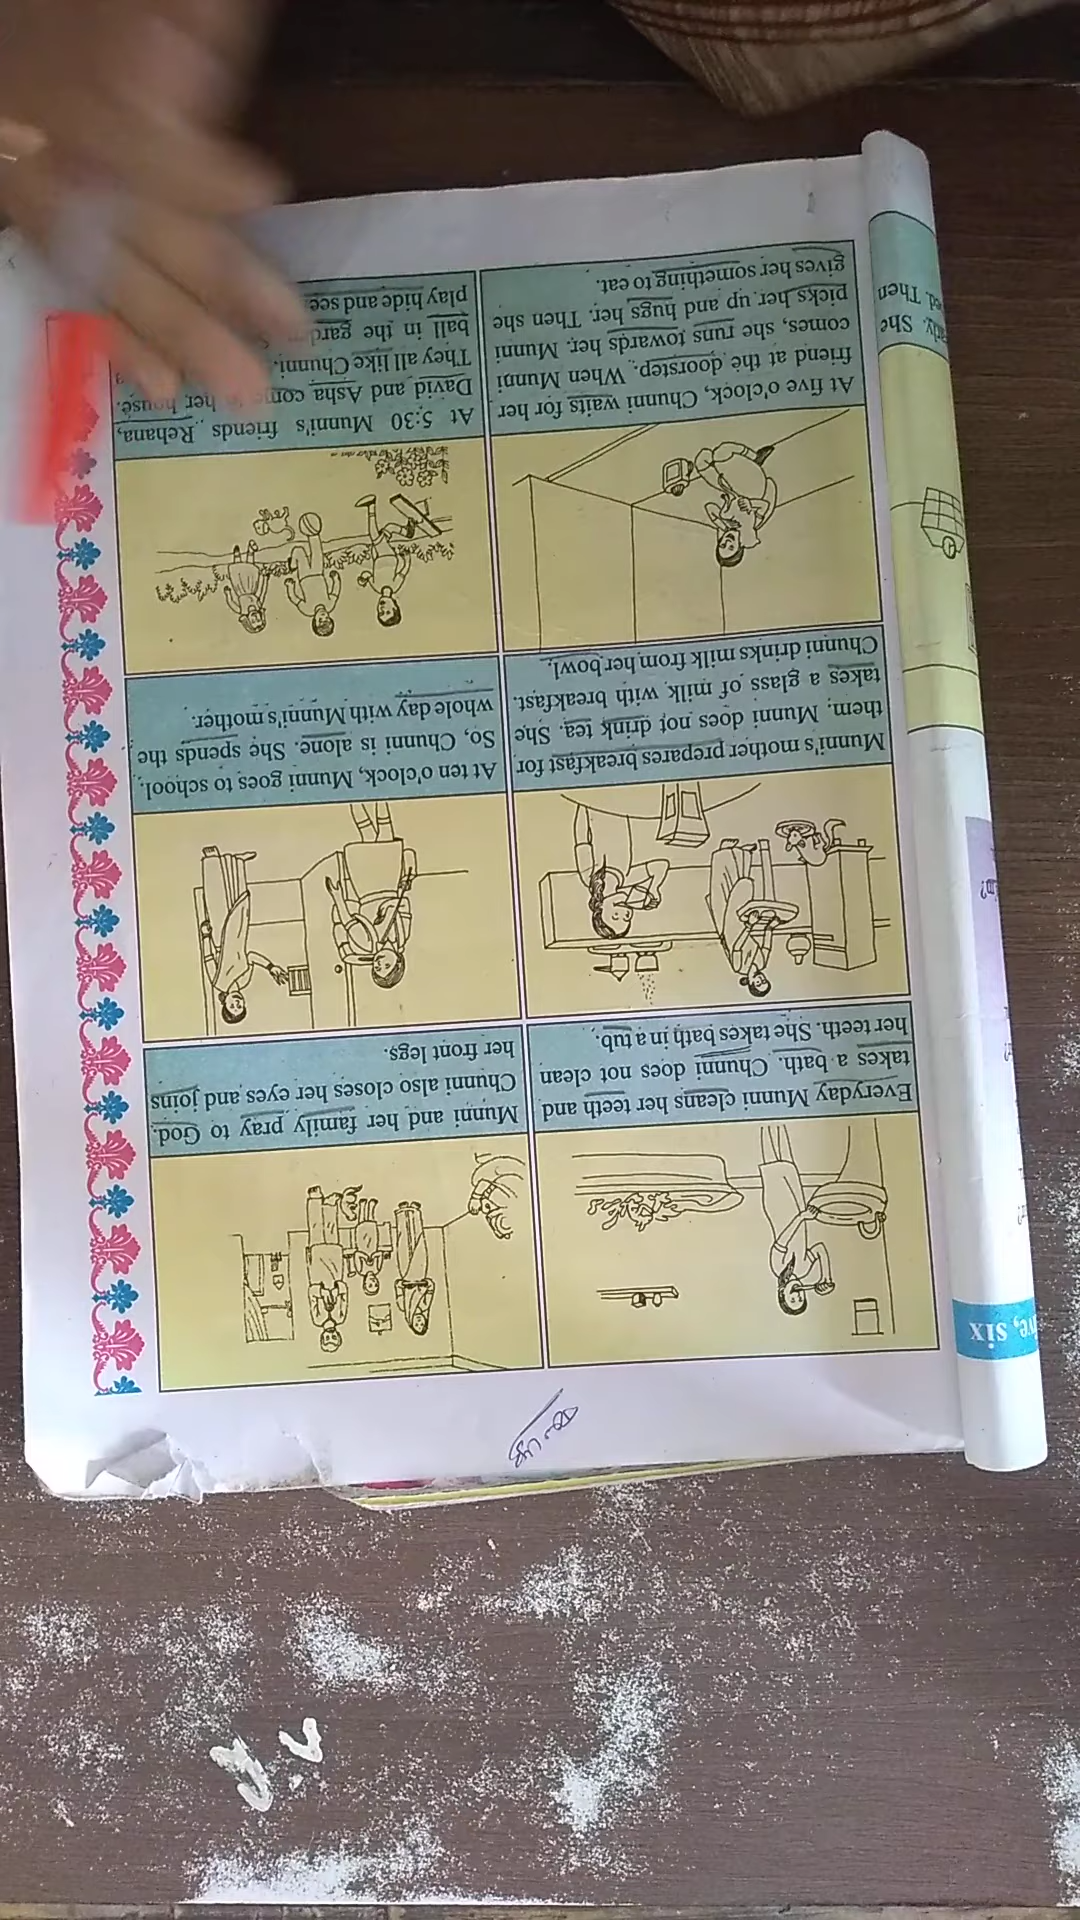 six
Everyday Munni cleans her teeth and
takes a bath. Chunni does not clean
her teeth. She takes bath in a tub.
Munni and her family pray to God.
Chunni also closes her eyes and joins
her front legs.
Munni's mother prepares breakfast for
them. Munni does not drink tea. She
takes a glass of milk with breakfast.
Chunni drinks milk from her bowl.
At ten o'clock, Munni goes to school.
So, Chunni is alone. She spends the
whole day with Munni's mother.
She
Then
At five o'clock, Chunni waits for her
friend at the doorstep. When Munni
comes, she runs towards her. Munni
picks her up and hugs her. Then she
gives her something to eat.
At 5:30 Munni's friends, Rehana,
David and Asha come to her house.
They all like Chunni.
ball in the garden.
play hide and